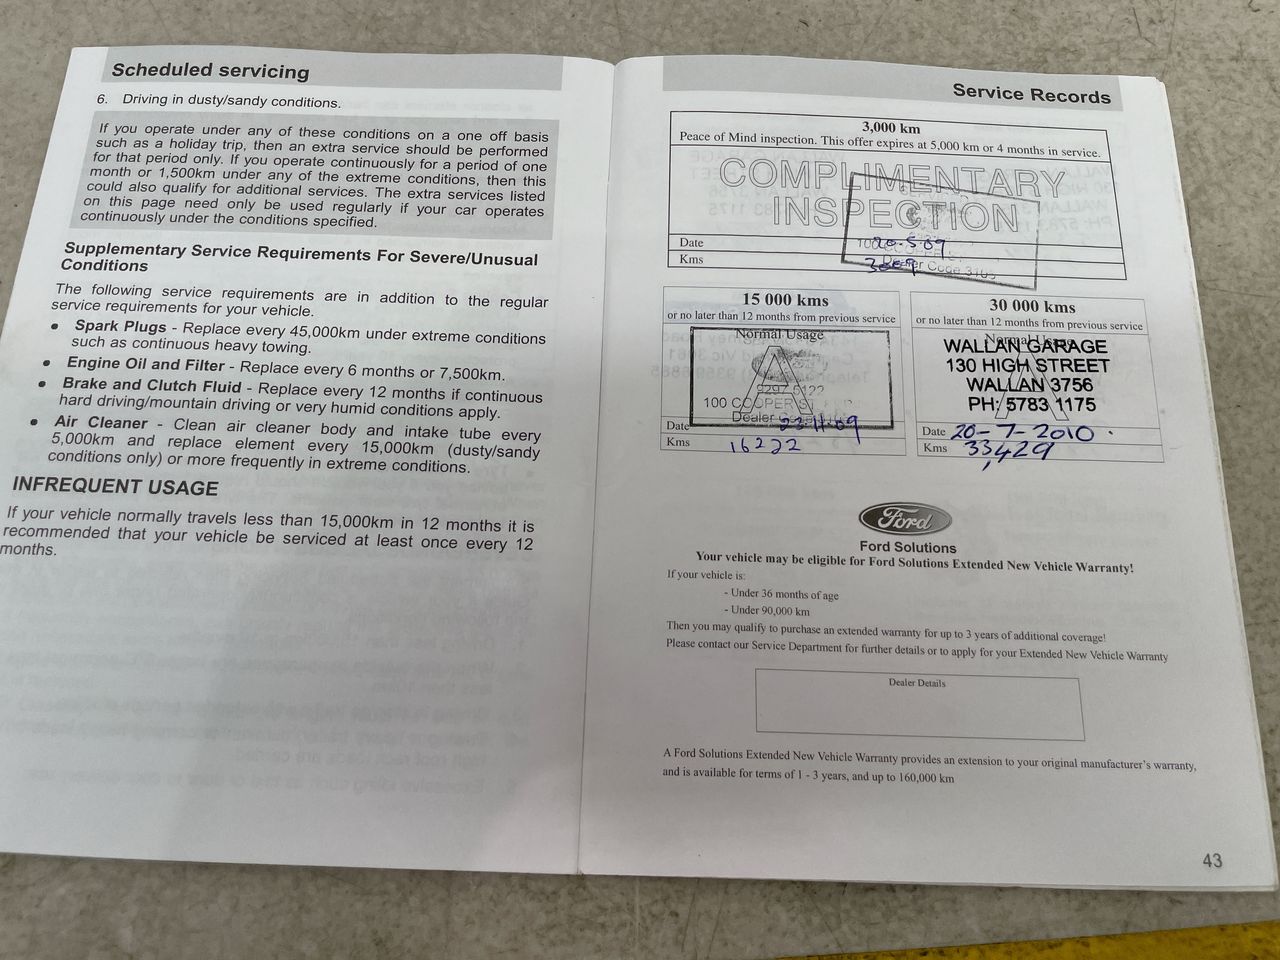 Scheduled servicing
6. Driving in dusty/sandy conditions.
If you operate under any of these conditions on a one off basis
such as a holiday trip, then an extra service should be performed
for that period only. If you operate continuously for a period of one
month or 1,500km under any of the extreme conditions, then this
could also qualify for additional services. The extra services listed
on this page need only be used regularly if your car operates
continuously under the conditions specified.
Supplementary Service Requirements For Severe/Unusual
Conditions
The following service requirements are in addition to the regular
service requirements for your vehicle.
• Spark Plugs - Replace every 45,000km under extreme conditions
such as continuous heavy towing.
• Engine Oil and Filter - Replace every 6 months or 7,500km.
• Brake and Clutch Fluid - Replace every 12 months if continuous
hard driving/mountain driving or very humid conditions apply.
• Air Cleaner - Clean air cleaner body and intake tube every
5,000km and replace element every 15,000km (dusty/sandy
conditions only) or more frequently in extreme conditions.
INFREQUENT USAGE
If your vehicle normally travels less than 15,000km in 12 months it is
recommended that your vehicle be serviced at least once every 12
months.
Service Records
3,000 km
Peace of Mind inspection. This offer expires at 5,000 km or 4 months in service.
COMPLIMENTARY
INSPECTION
Date 20-5-09
Kms
Dealer Code 3105
15 000 kms
or no later than 12 months from previous service
Normal Usage
A
100 COOPER ST
Dealer
Date 23-11-09
Kms 16222
30 000 kms
or no later than 12 months from previous service
Normal Usage
A
WALLAN GARAGE
130 HIGH STREET
WALLAN 3756
PH: 5783 1175
Date 20-7-2010
Kms 33,429
Ford
Ford Solutions
Your vehicle may be eligible for Ford Solutions Extended New Vehicle Warranty!
If your vehicle is:
- Under 36 months of age
- Under 90,000 km
Then you may qualify to purchase an extended warranty for up to 3 years of additional coverage!
Please contact our Service Department for further details or to apply for your Extended New Vehicle Warranty
Dealer Details
A Ford Solutions Extended New Vehicle Warranty provides an extension to your original manufacturer's warranty,
and is available for terms of 1 - 3 years, and up to 160,000 km
43